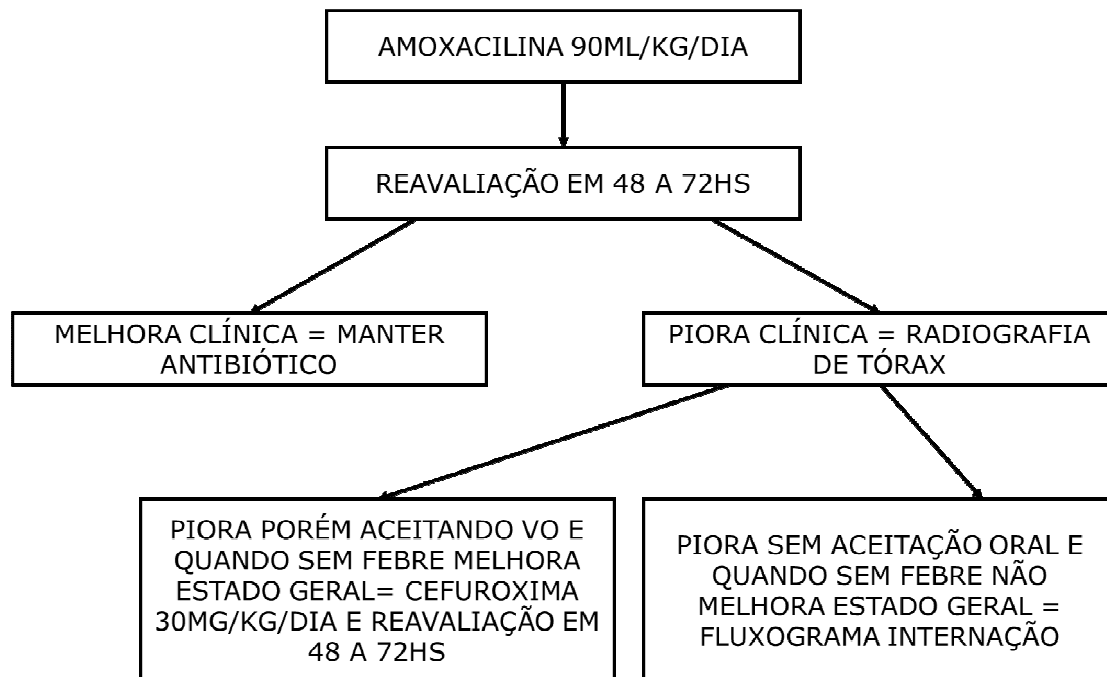 AMOXACILINA 90ML/KG/DIA
REAVALIAÇÃO EM 48 A 72HS
MELHORA CLÍNICA = MANTER
ANTIBIÓTICO
PIORA CLÍNICA = RADIOGRAFIA
DE TÓRAX
PIORA PORÉM ACEITANDO VO E
QUANDO SEM FEBRE MELHORA
ESTADO GERAL= CEFUROXIMA
30MG/KG/DIA E REAVALIAÇÃO EM
48 A 72HS
PIORA SEM ACEITAÇÃO ORAL E
QUANDO SEM FEBRE NÃO
MELHORA ESTADO GERAL =
FLUXOGRAMA INTERNAÇÃO